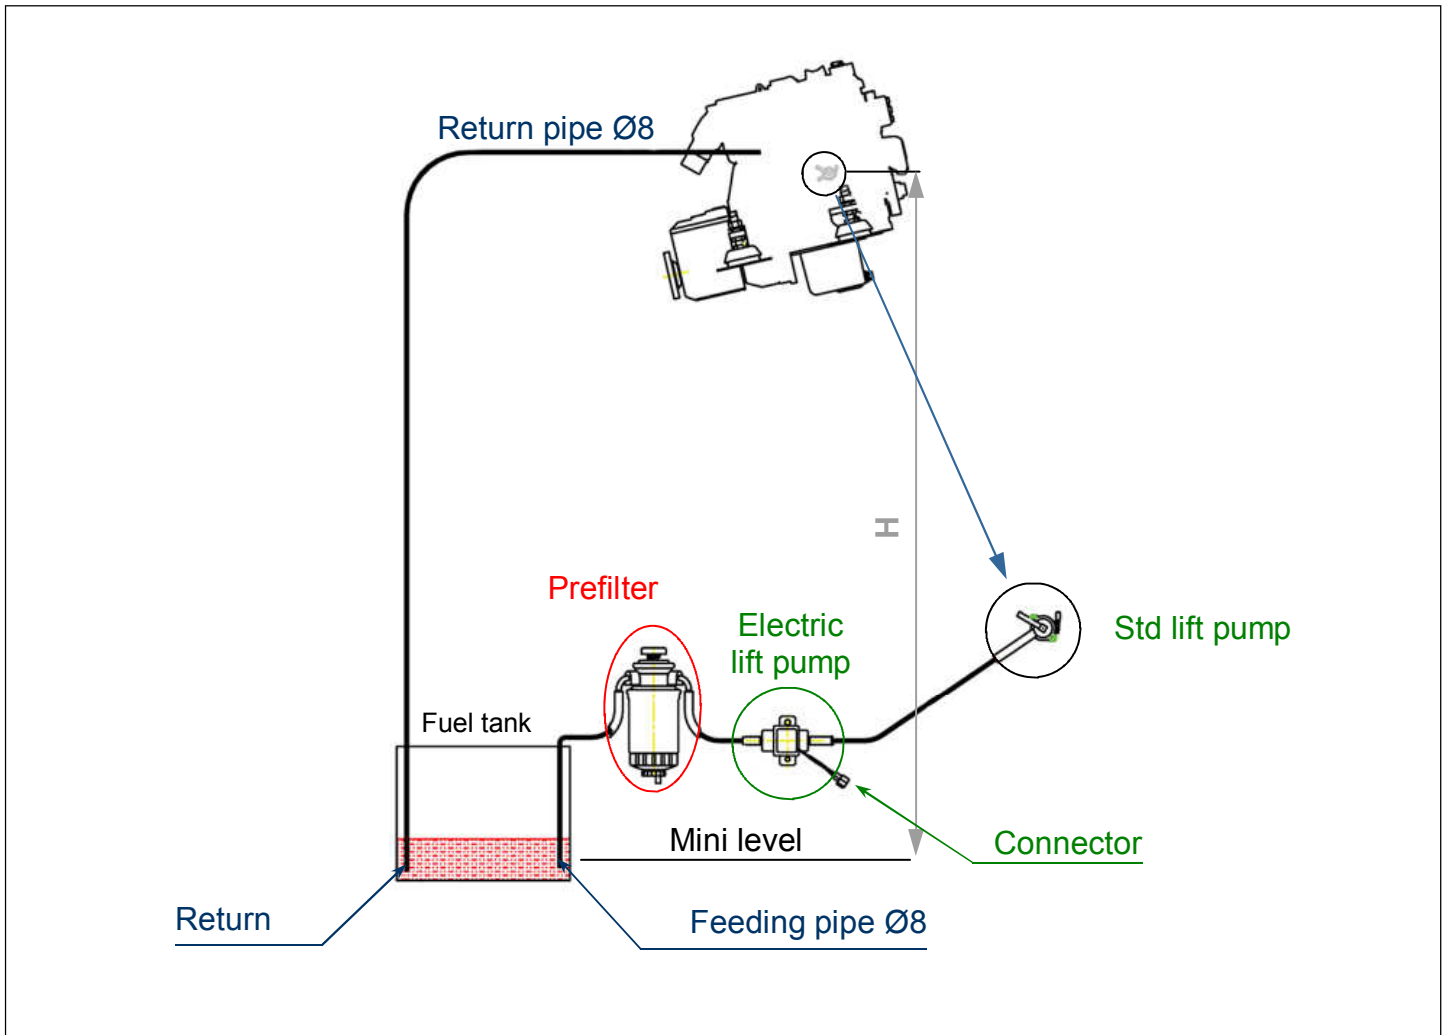 Return pipe Ø8
H
Prefilter
Electric
lift pump
Std lift pump
Fuel tank
Mini level
Connector
Return
Feeding pipe Ø8